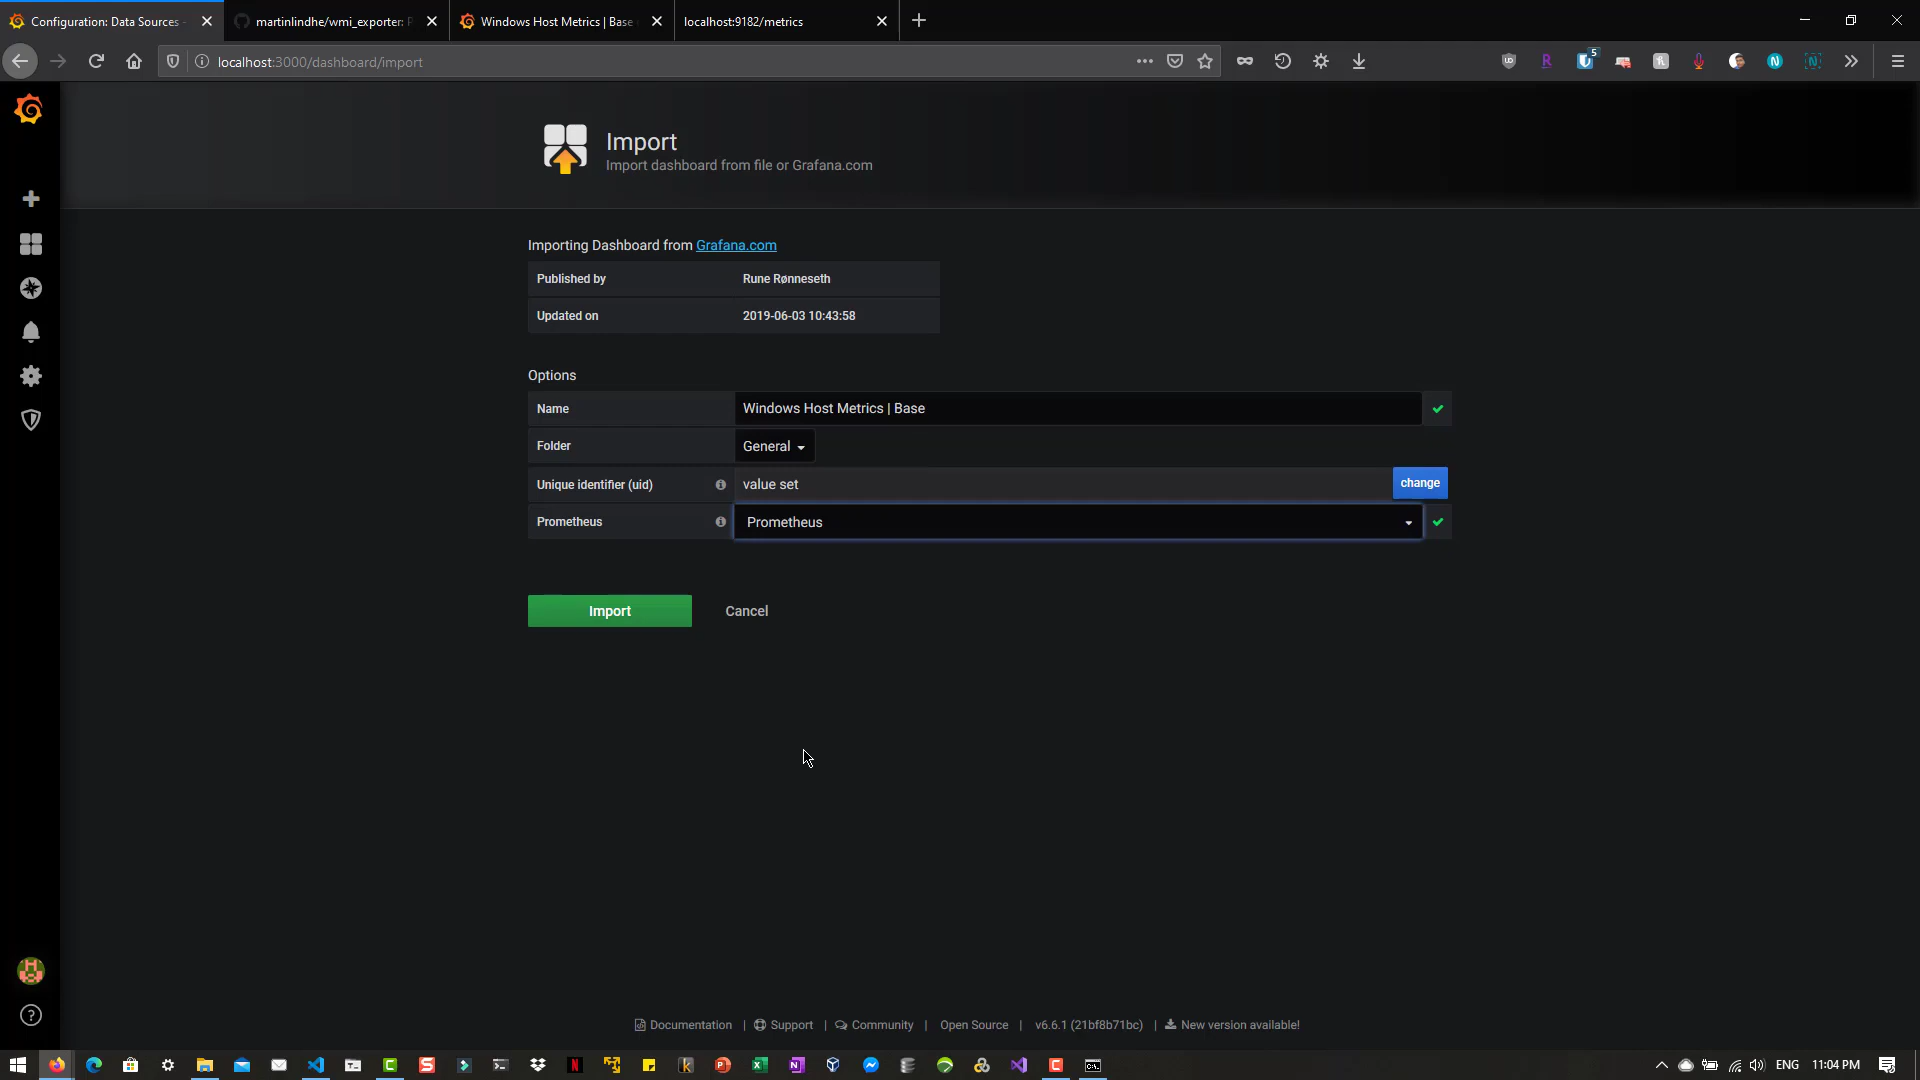 Configuration: Data Sources -
martinlindhe/wmi_exporter: P
Windows Host Metrics | Base
localhost:9182/metrics
localhost:3000/dashboard/import
5
Import
Import dashboard from file or Grafana.com
Importing Dashboard from Grafana.com
Published by Rune Rønneseth
Updated on 2019-06-03 10:43:58
Options
Name Windows Host Metrics | Base
Folder General
Unique identifier (uid) value set change
Prometheus Prometheus
Import Cancel
Documentation | Support | Community | Open Source | v6.6.1 (21bf8b71bc) | New version available!
ENG 11:04 PM